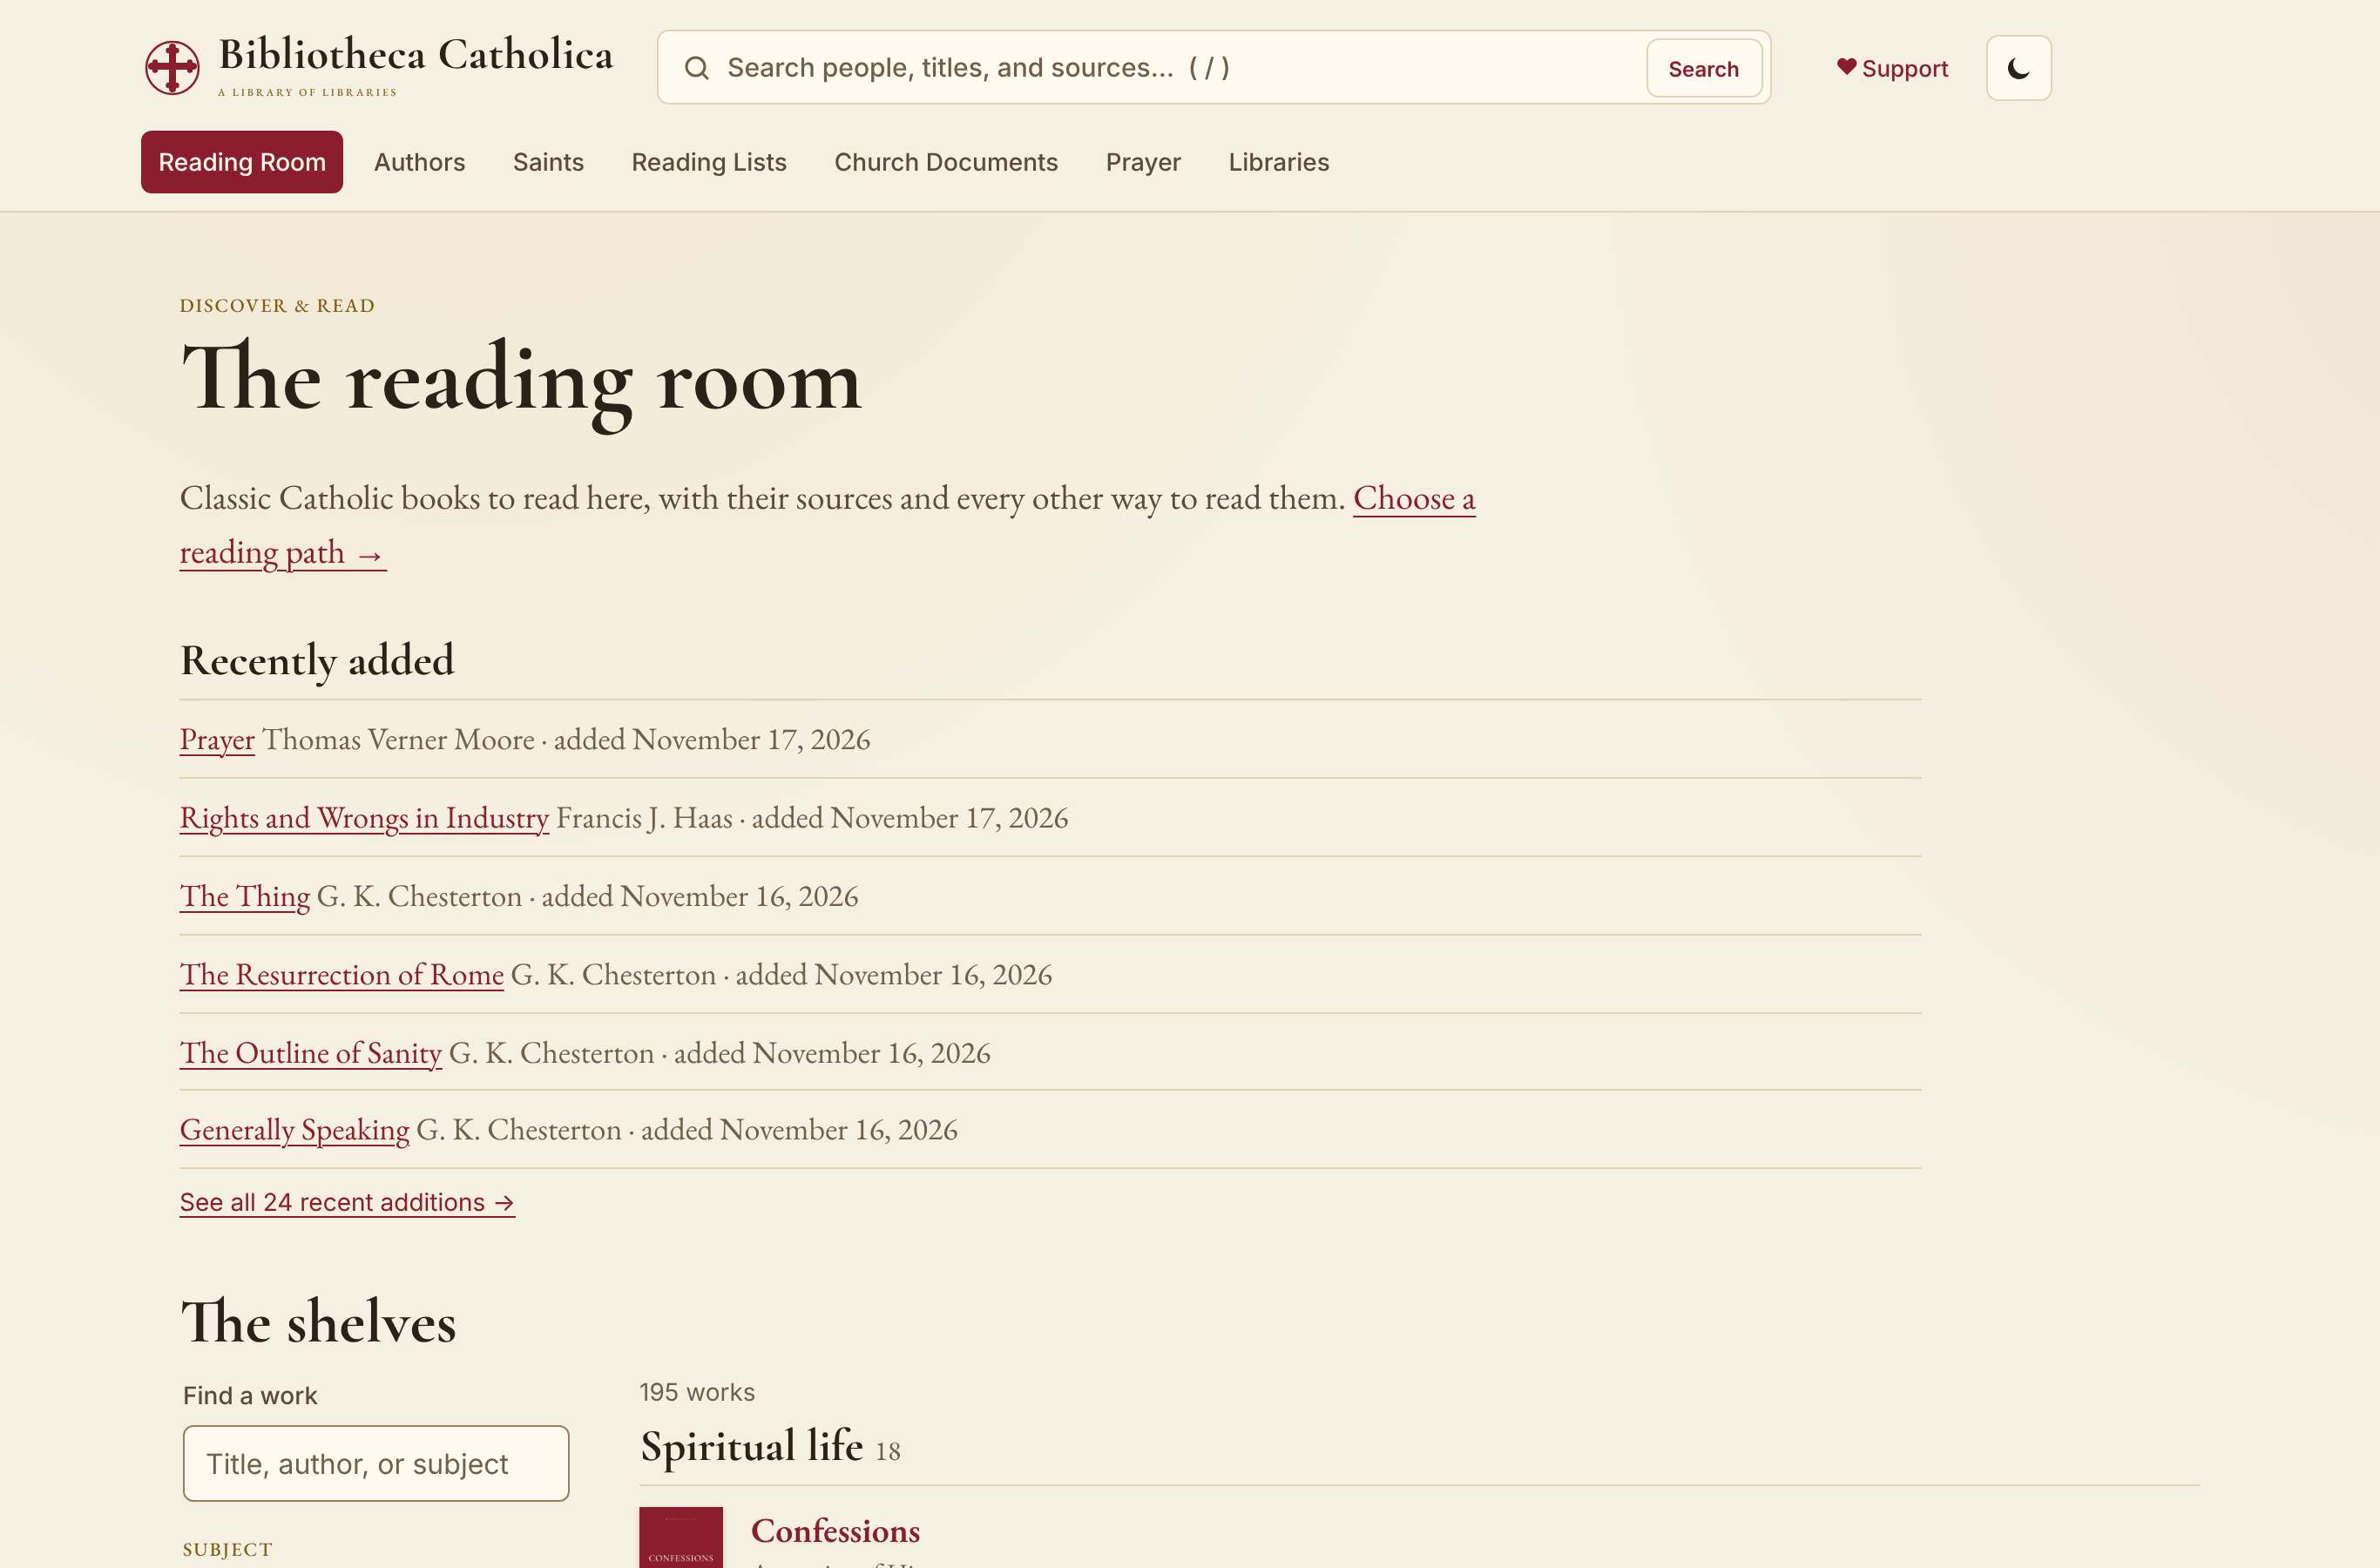 Bibliotheca Catholica
A LIBRARY OF LIBRARIES
Search people, titles, and sources... ( / )
Search
Support
Reading Room
Authors
Saints
Reading Lists
Church Documents
Prayer
Libraries
DISCOVER & READ
The reading room
Classic Catholic books to read here, with their sources and every other way to read them. Choose a
reading path →
Recently added
Prayer Thomas Verner Moore · added November 17, 2026
Rights and Wrongs in Industry Francis J. Haas · added November 17, 2026
The Thing G. K. Chesterton · added November 16, 2026
The Resurrection of Rome G. K. Chesterton · added November 16, 2026
The Outline of Sanity G. K. Chesterton · added November 16, 2026
Generally Speaking G. K. Chesterton · added November 16, 2026
See all 24 recent additions →
The shelves
Find a work
Title, author, or subject
SUBJECT
195 works
Spiritual life 18
CONFESSIONS
Confessions